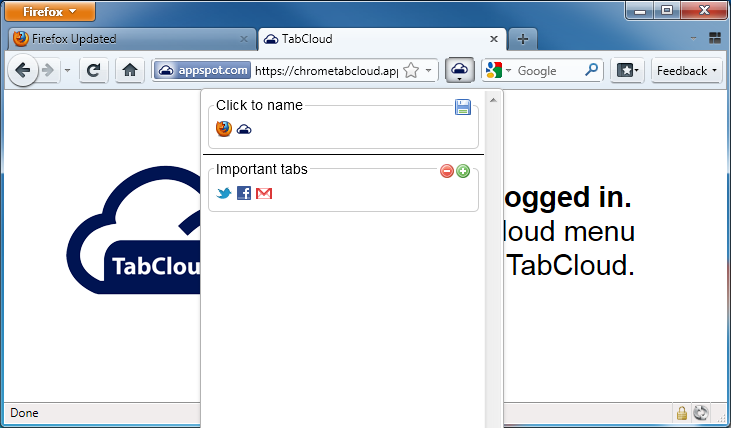 Firefox
Firefox Updated
TabCloud
appspot.com https://chrometabcloud.app
Google
Feedback
Click to name
Important tabs
TabClou
ogged in.
loud menu
TabCloud.
Done